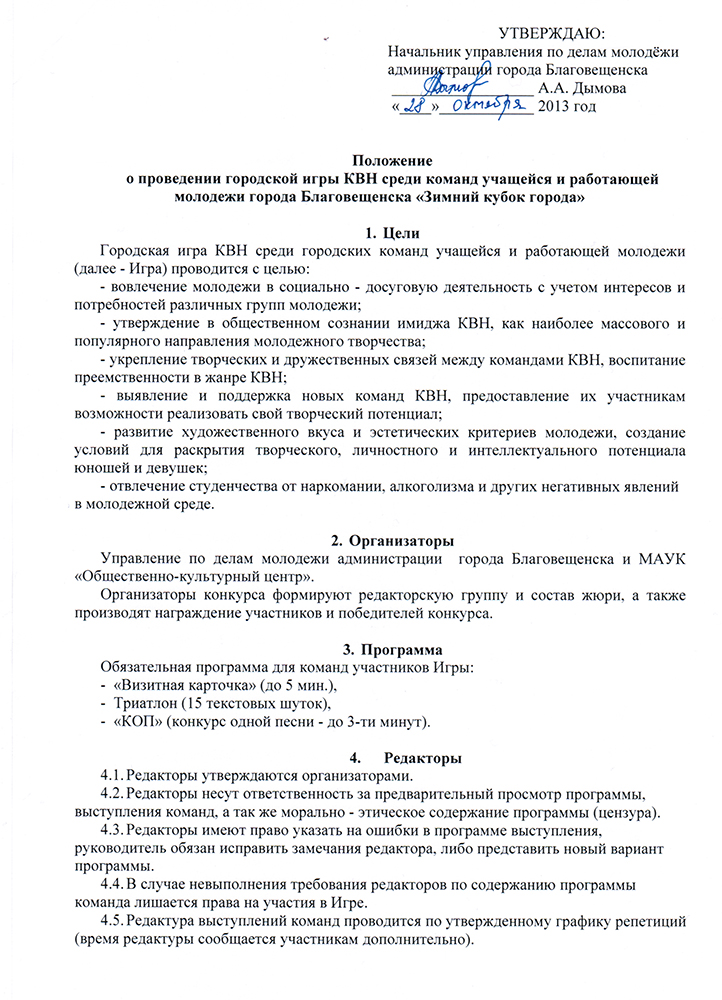 УТВЕРЖДАЮ:
Начальник управления по делам молодёжи
администрации города Благовещенска
А.А. Дымова
«28» октября 2013 год
Положение
о проведении городской игры КВН среди команд учащейся и работающей
молодежи города Благовещенска «Зимний кубок города»
1. Цели
Городская игра КВН среди городских команд учащейся и работающей молодежи
(далее - Игра) проводится с целью:
- вовлечение молодежи в социально - досуговую деятельность с учетом интересов и
потребностей различных групп молодежи;
- утверждение в общественном сознании имиджа КВН, как наиболее массового и
популярного направления молодежного творчества;
- укрепление творческих и дружественных связей между командами КВН, воспитание
преемственности в жанре КВН;
- выявление и поддержка новых команд КВН, предоставление их участникам
возможности реализовать свой творческий потенциал;
- развитие художественного вкуса и эстетических критериев молодежи, создание
условий для раскрытия творческого, личностного и интеллектуального потенциала
юношей и девушек;
- отвлечение студенчества от наркомании, алкоголизма и других негативных явлений
в молодежной среде.
2. Организаторы
Управление по делам молодежи администрации города Благовещенска и МАУК
«Общественно-культурный центр».
Организаторы конкурса формируют редакторскую группу и состав жюри, а также
производят награждение участников и победителей конкурса.
3. Программа
Обязательная программа для команд участников Игры:
- «Визитная карточка» (до 5 мин.),
- Триатлон (15 текстовых шуток),
- «КОП» (конкурс одной песни - до 3-ти минут).
4. Редакторы
4.1. Редакторы утверждаются организаторами.
4.2. Редакторы несут ответственность за предварительный просмотр программы,
выступления команд, а так же морально - этическое содержание программы (цензура).
4.3. Редакторы имеют право указать на ошибки в программе выступления,
руководитель обязан исправить замечания редактора, либо представить новый вариант
программы.
4.4. В случае невыполнения требования редакторов по содержанию программы
команда лишается права на участия в Игре.
4.5. Редактура выступлений команд проводится по утвержденному графику репетиций
(время редактуры сообщается участникам дополнительно).